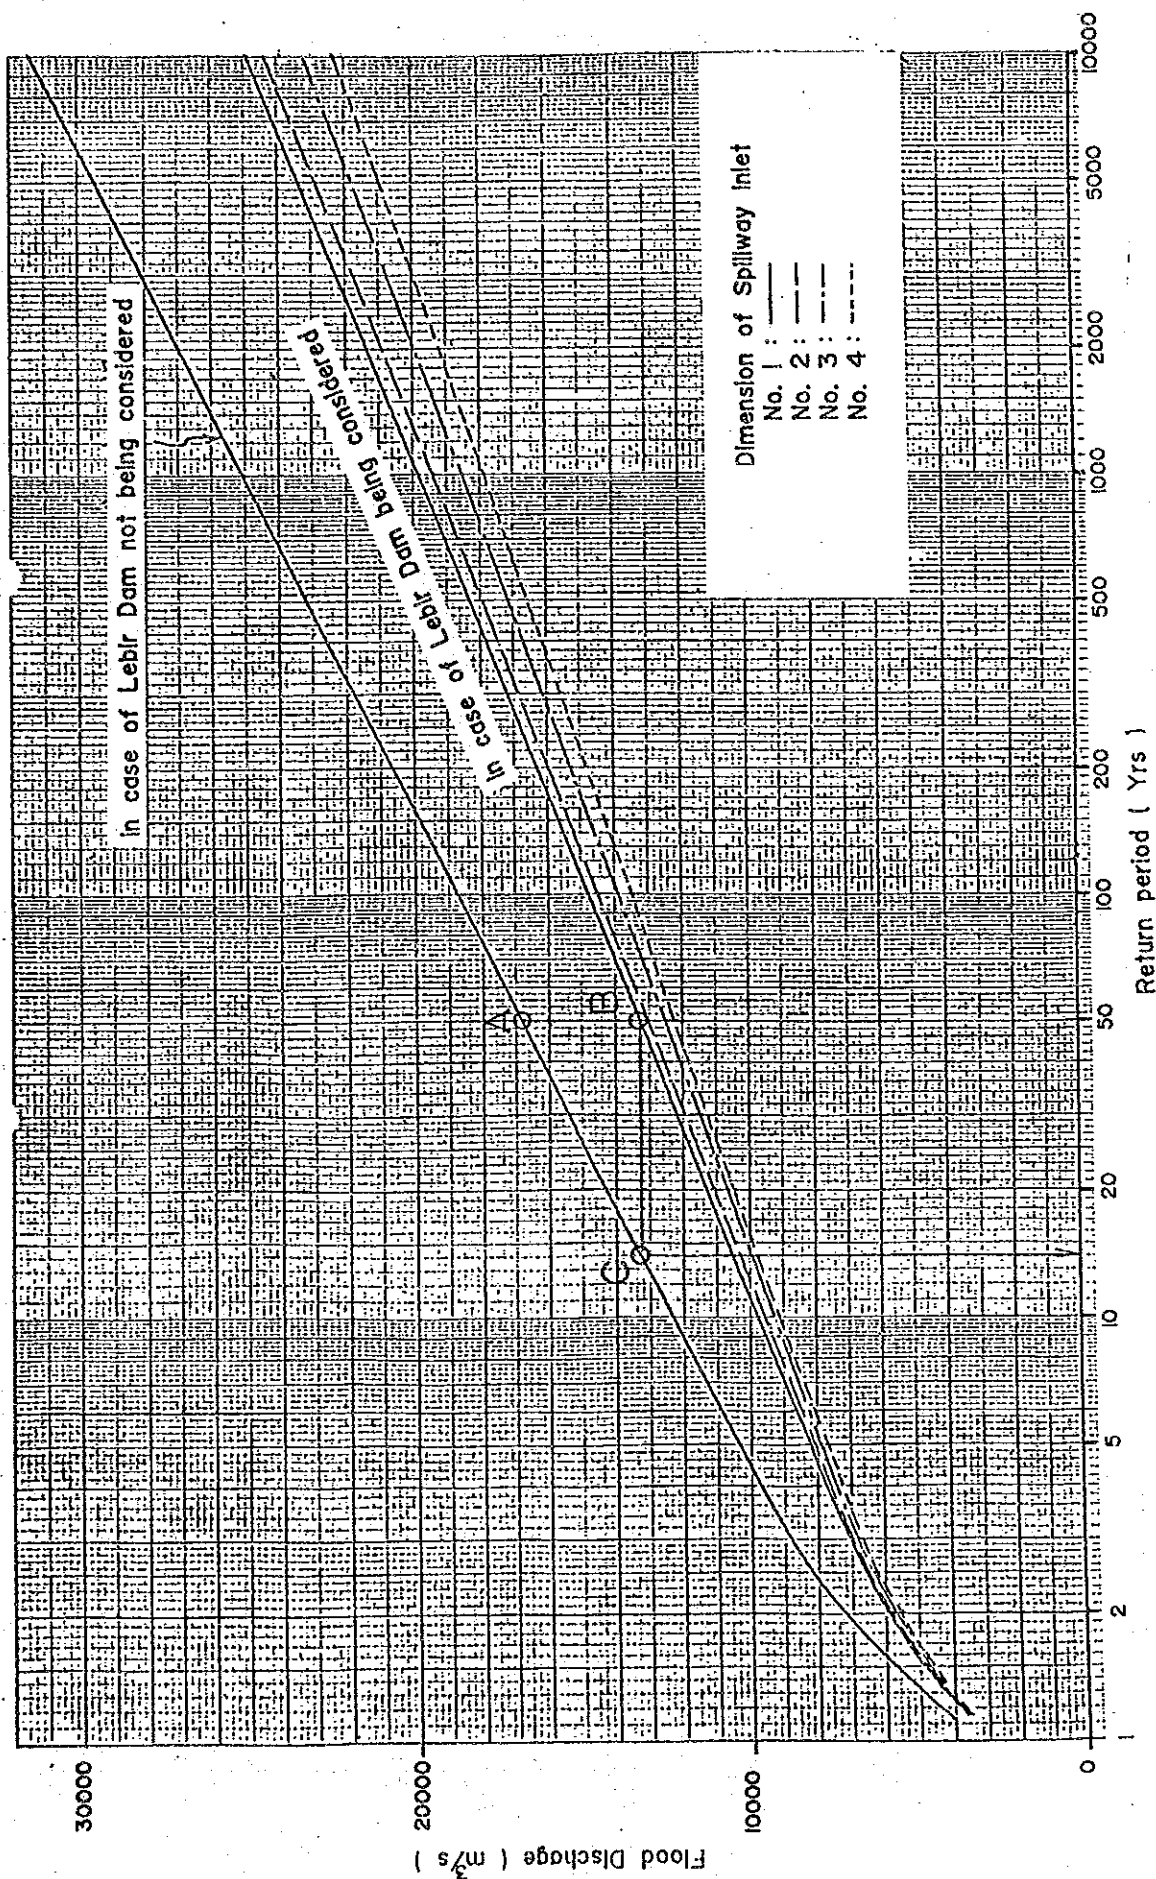 30000
20000
10000
0
Flood Discharge ( m³/s )
In case of Lebir Dam not being considered
In case of Lebir Dam being considered
A
B
C
Dimension of Spillway Inlet
No. 1 :
No. 2 :
No. 3 :
No. 4 :
1
2
5
10
20
50
100
200
500
1000
2000
5000
1000
Return period ( Yrs )